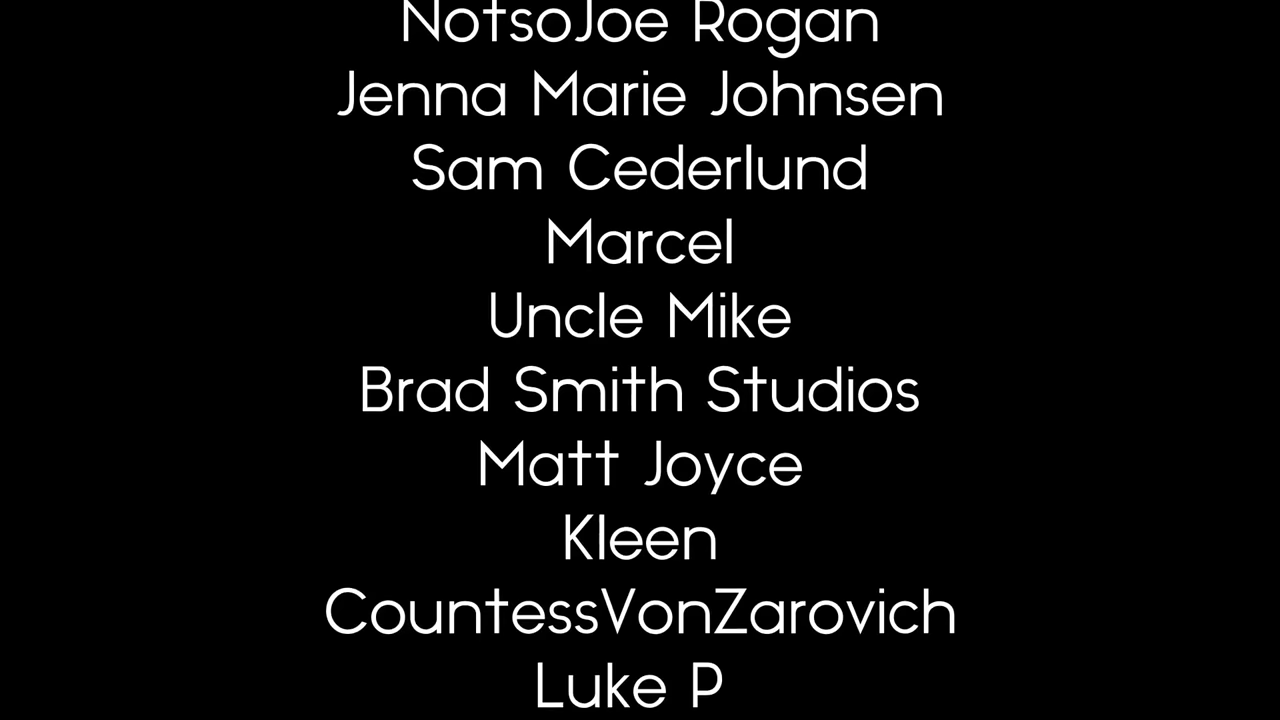 NotsoJoe Rogan
Jenna Marie Johnsen
Sam Cederlund
Marcel
Uncle Mike
Brad Smith Studios
Matt Joyce
Kleen
CountessVonZarovich
Luke P